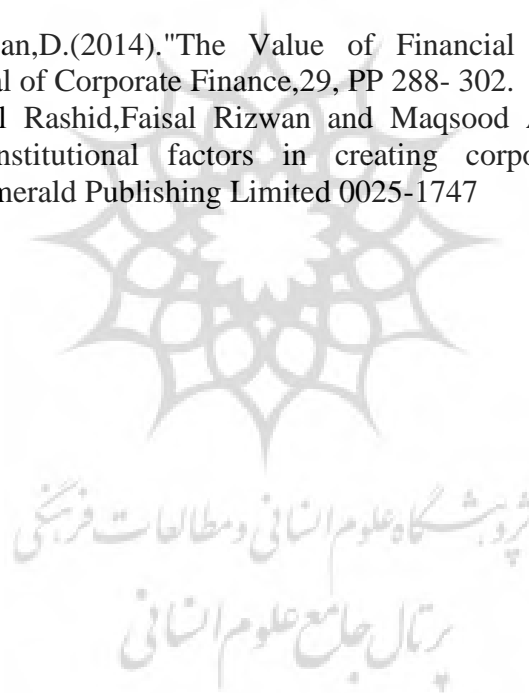 an,D.(2014)."The Value of Financial
al of Corporate Finance,29, PP 288- 302.
l Rashid,Faisal Rizwan and Maqsood A
nstitutional factors in creating corpo
merald Publishing Limited 0025-1747
پژوهشگاه علوم انسانی و مطالعات فرهنگی
پرتال جامع علوم انسانی